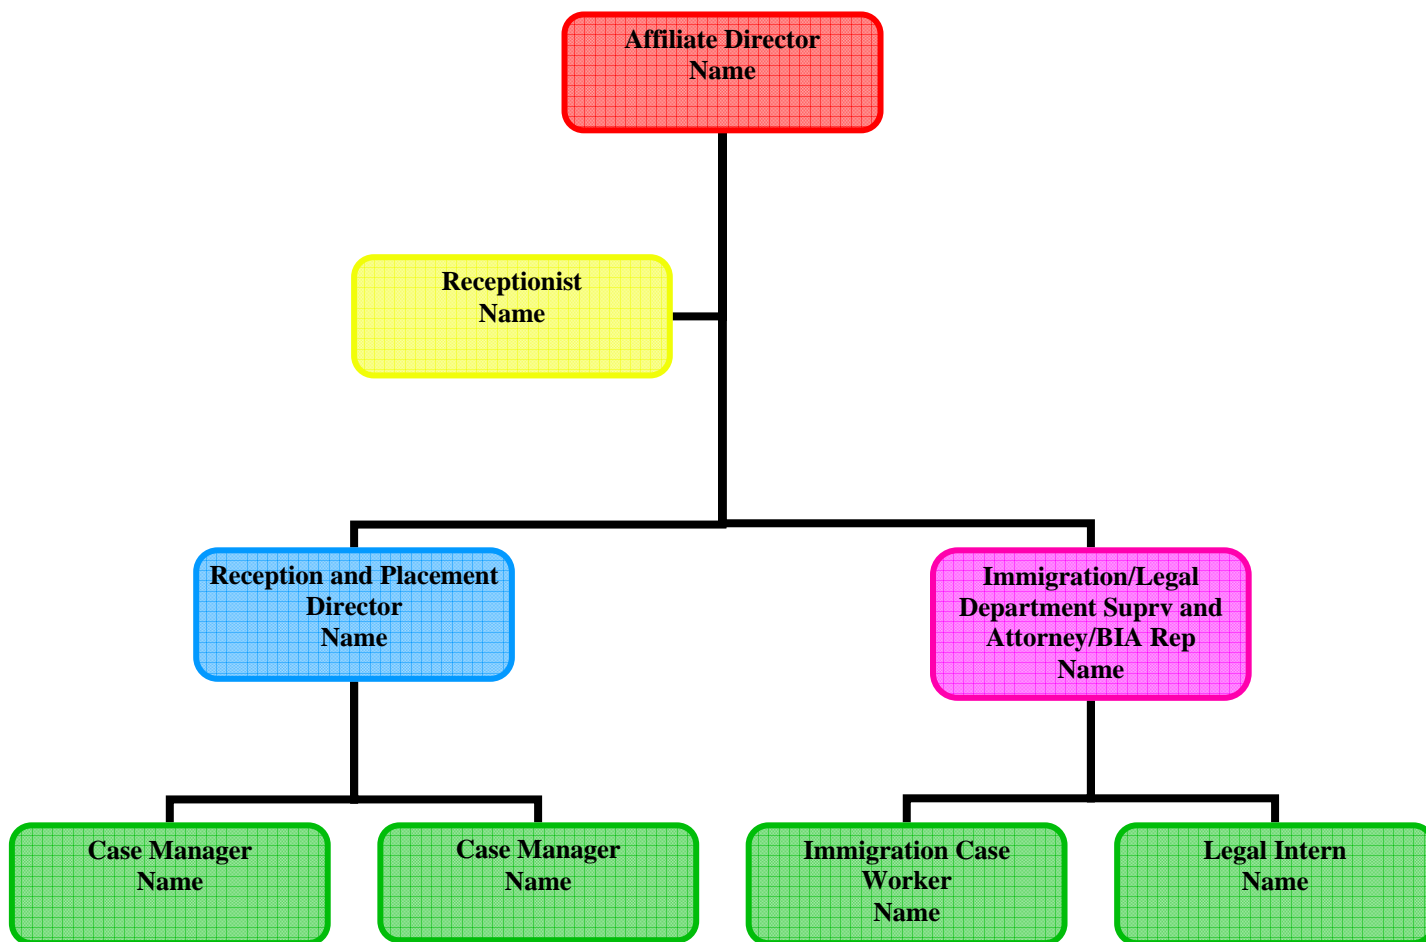 Affiliate Director
Name
Receptionist
Name
Reception and Placement
Director
Name
Immigration/Legal
Department Suprv and
Attorney/BIA Rep
Name
Case Manager
Name
Case Manager
Name
Immigration Case
Worker
Name
Legal Intern
Name